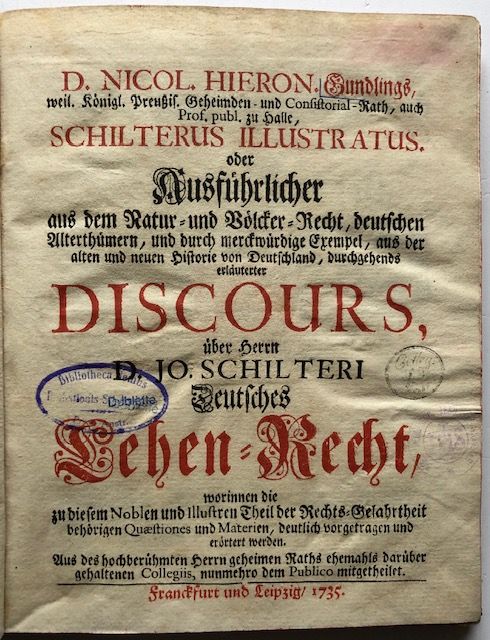 D. NICOL. HIERON. Gundlings,
weil. Königl. Preußis. Geheimden- und Consistorial-Rath, auch
Prof. publ. zu Halle,
SCHILTERUS ILLUSTRATUS.
oder
Ausführlicher
aus dem Natur- und Völcker-Recht, deutschen
Alterthümern, und durch merckwürdige Exempel, aus der
alten und neuen Historie von Deutschland, durchgehends
erläuterter
DISCOURS,
über Herrn
D. JO. SCHILTERI
Deutsches
Lehen-Recht,
worinnen die
zu diesem Noblen und Illustren Theil der Rechts-Gelahrtheit
behörigen Quæstiones und Materien, deutlich vorgetragen und
erörtert werden.
Aus des hochberühmten Herrn geheimen Raths ehemahls darüber
gehaltenen Collegiis, nunmehro dem Publico mitgetheilet.
Franckfurt und Leipzig/ 1735.
Bibliotheca
Dublette